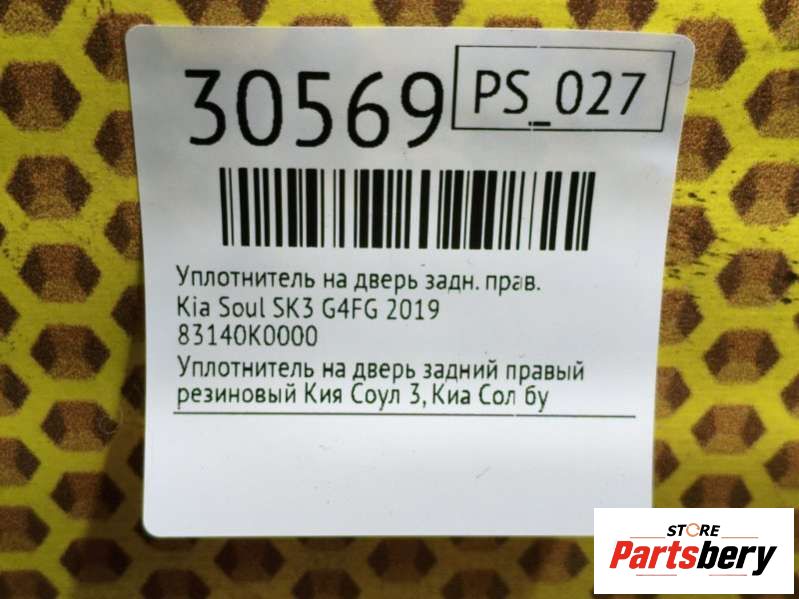 30569
PS_027
Уплотнитель на дверь задн. прав.
Kia Soul SK3 G4FG 2019
83140K0000
Уплотнитель на дверь задний правый
резиновый Кия Соул 3, Киа Сол бу
STORE
Partsbery